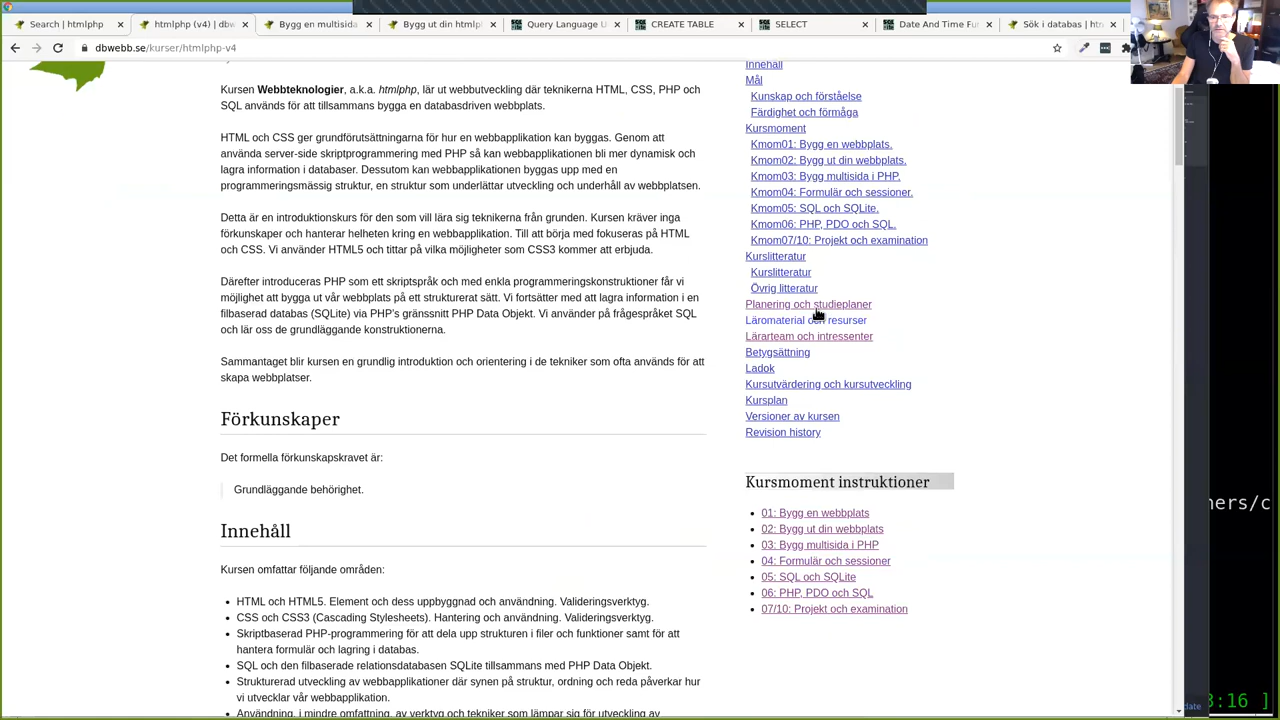 Search | htmlphp
htmlphp (v4) | dbw
Bygg en multisida
Bygg ut din htmlp
Query Language U
CREATE TABLE
SELECT
Date And Time Fu
Sök i databas | ht
dbwebb.se/kurser/htmlphp-v4
Kursen Webbteknologier, a.k.a. htmlphp, lär ut webbutveckling där teknikerna HTML, CSS, PHP och
SQL används för att tillsammans bygga en databasdriven webbplats.
HTML och CSS ger grundförutsättningarna för hur en webbapplikation kan byggas. Genom att
använda server-side skriptprogrammering med PHP så kan webbapplikationen bli mer dynamisk och
lagra information i databaser. Dessutom kan webbapplikationen byggas upp med en
programmeringsmässig struktur, en struktur som underlättar utveckling och underhåll av webbplatsen.
Detta är en introduktionskurs för den som vill lära sig teknikerna från grunden. Kursen kräver inga
förkunskaper och hanterar helheten kring en webbapplikation. Till att börja med fokuseras på HTML
och CSS. Vi använder HTML5 och tittar på vilka möjligheter som CSS3 kommer att erbjuda.
Därefter introduceras PHP som ett skriptspråk och med enkla programmeringskonstruktioner får vi
möjlighet att bygga ut vår webbplats på ett strukturerat sätt. Vi fortsätter med att lagra information i en
filbaserad databas (SQLite) via PHP's gränssnitt PHP Data Objekt. Vi använder på frågespråket SQL
och lär oss de grundläggande konstruktionerna.
Sammantaget blir kursen en grundlig introduktion och orientering i de tekniker som ofta används för att
skapa webbplatser.
Förkunskaper
Det formella förkunskapskravet är:
Grundläggande behörighet.
Innehåll
Kursen omfattar följande områden:
HTML och HTML5. Element och dess uppbyggnad och användning. Valideringsverktyg.
CSS och CSS3 (Cascading Stylesheets). Hantering och användning. Valideringsverktyg.
Skriptbaserad PHP-programmering för att dela upp strukturen i filer och funktioner samt för att
hantera formulär och lagring i databas.
SQL och den filbaserade relationsdatabasen SQLite tillsammans med PHP Data Objekt.
Strukturerad utveckling av webbapplikationer där synen på struktur, ordning och reda påverkar hur
vi utvecklar vår webbapplikation.
Användning, i mindre omfattning, av verktyg och tekniker som lämpar sig för utveckling av
Innehåll
Mål
Kunskap och förståelse
Färdighet och förmåga
Kursmoment
Kmom01: Bygg en webbplats.
Kmom02: Bygg ut din webbplats.
Kmom03: Bygg multisida i PHP.
Kmom04: Formulär och sessioner.
Kmom05: SQL och SQLite.
Kmom06: PHP, PDO och SQL.
Kmom07/10: Projekt och examination
Kurslitteratur
Kurslitteratur
Övrig litteratur
Planering och studieplaner
Läromaterial och resurser
Lärarteam och intressenter
Betygsättning
Ladok
Kursutvärdering och kursutveckling
Kursplan
Versioner av kursen
Revision history
Kursmoment instruktioner
01: Bygg en webbplats
02: Bygg ut din webbplats
03: Bygg multisida i PHP
04: Formulär och sessioner
05: SQL och SQLite
06: PHP, PDO och SQL
07/10: Projekt och examination
ners/c
3:16 ]
date